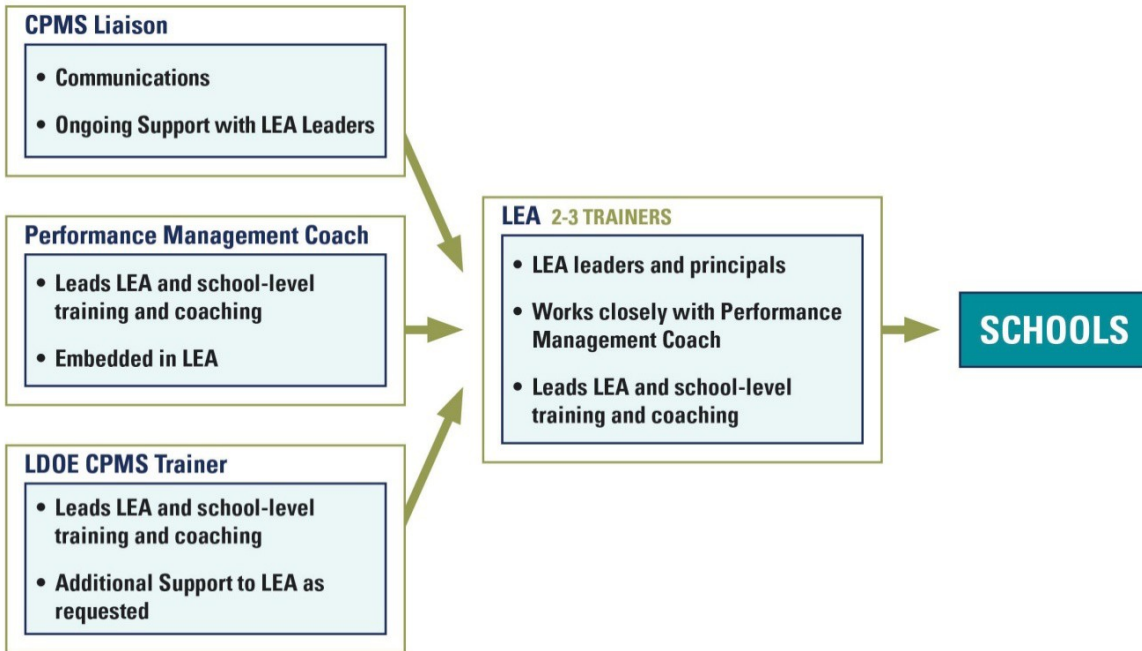 CPMS Liaison
• Communications
• Ongoing Support with LEA Leaders
Performance Management Coach
• Leads LEA and school-level
training and coaching
• Embedded in LEA
LDOE CPMS Trainer
• Leads LEA and school-level
training and coaching
• Additional Support to LEA as
requested
LEA 2-3 TRAINERS
• LEA leaders and principals
• Works closely with Performance
Management Coach
• Leads LEA and school-level
training and coaching
SCHOOLS